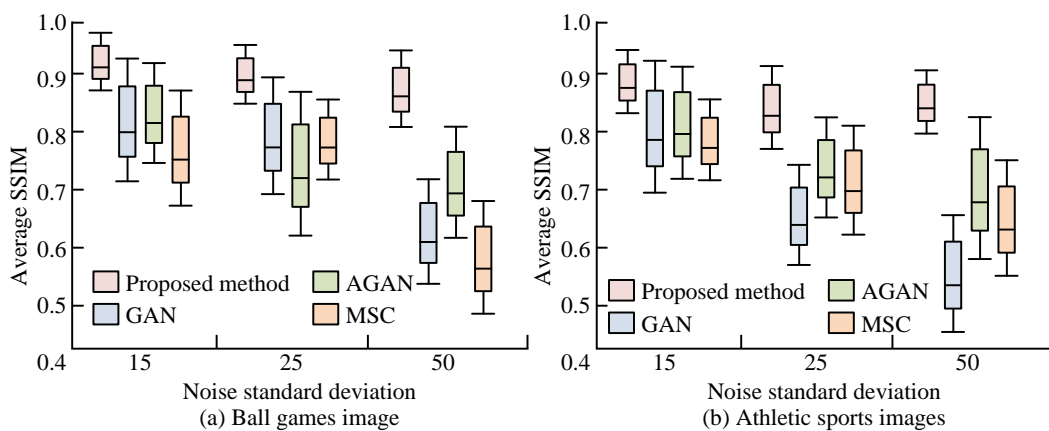 1.0
0.9
0.8
0.7
0.6
0.5
0.4
Average SSIM
Proposed method
AGAN
GAN
MSC
15
25
50
Noise standard deviation
(a) Ball games image
1.0
0.9
0.8
0.7
0.6
0.5
0.4
Average SSIM
Proposed method
AGAN
GAN
MSC
15
25
50
Noise standard deviation
(b) Athletic sports images